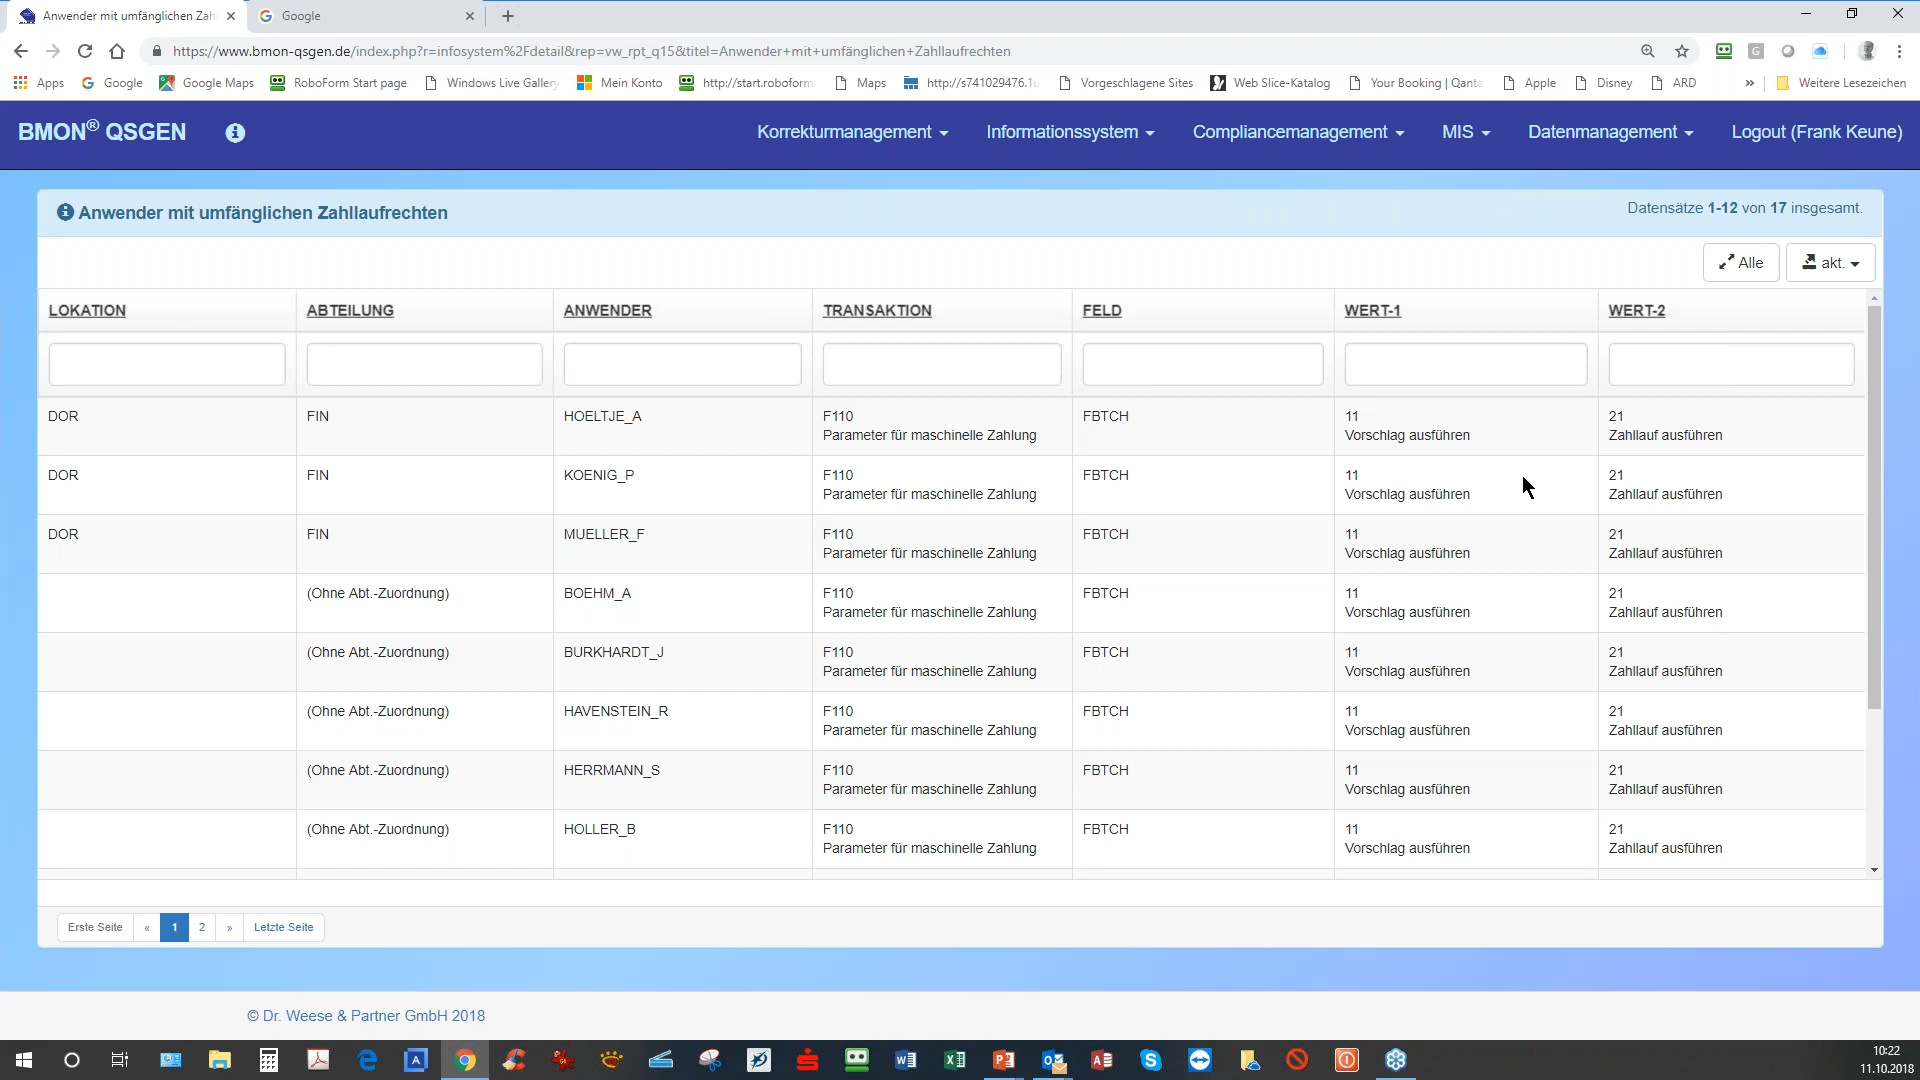 Anwender mit umfänglichen Zahl
Google
https://www.bmon-qsgen.de/index.php?r=infosystem%2Fdetail&rep=vw_rpt_q15&titel=Anwender+mit+umfänglichen+Zahllaufrechten
Apps Google Google Maps RoboForm Start page Windows Live Gallery Mein Konto http://start.roboform Maps http://s741029476.1 Vorgeschlagene Sites Web Slice-Katalog Your Booking | Qanta Apple Disney ARD » Weitere Lesezeichen
BMON® QSGEN Korrekturmanagement Informationssystem Compliancemanagement MIS Datenmanagement Logout (Frank Keune)
Anwender mit umfänglichen Zahllaufrechten Datensätze 1-12 von 17 insgesamt.
Alle akt.
LOKATION ABTEILUNG ANWENDER TRANSAKTION FELD WERT-1 WERT-2
DOR FIN HOELTJE_A F110 FBTCH 11 21
Parameter für maschinelle Zahlung Vorschlag ausführen Zahllauf ausführen
DOR FIN KOENIG_P F110 FBTCH 11 21
Parameter für maschinelle Zahlung Vorschlag ausführen Zahllauf ausführen
DOR FIN MUELLER_F F110 FBTCH 11 21
Parameter für maschinelle Zahlung Vorschlag ausführen Zahllauf ausführen
(Ohne Abt.-Zuordnung) BOEHM_A F110 FBTCH 11 21
Parameter für maschinelle Zahlung Vorschlag ausführen Zahllauf ausführen
(Ohne Abt.-Zuordnung) BURKHARDT_J F110 FBTCH 11 21
Parameter für maschinelle Zahlung Vorschlag ausführen Zahllauf ausführen
(Ohne Abt.-Zuordnung) HAVENSTEIN_R F110 FBTCH 11 21
Parameter für maschinelle Zahlung Vorschlag ausführen Zahllauf ausführen
(Ohne Abt.-Zuordnung) HERRMANN_S F110 FBTCH 11 21
Parameter für maschinelle Zahlung Vorschlag ausführen Zahllauf ausführen
(Ohne Abt.-Zuordnung) HOLLER_B F110 FBTCH 11 21
Parameter für maschinelle Zahlung Vorschlag ausführen Zahllauf ausführen
Erste Seite « 1 2 » Letzte Seite
© Dr. Weese & Partner GmbH 2018
10:22
11.10.2018